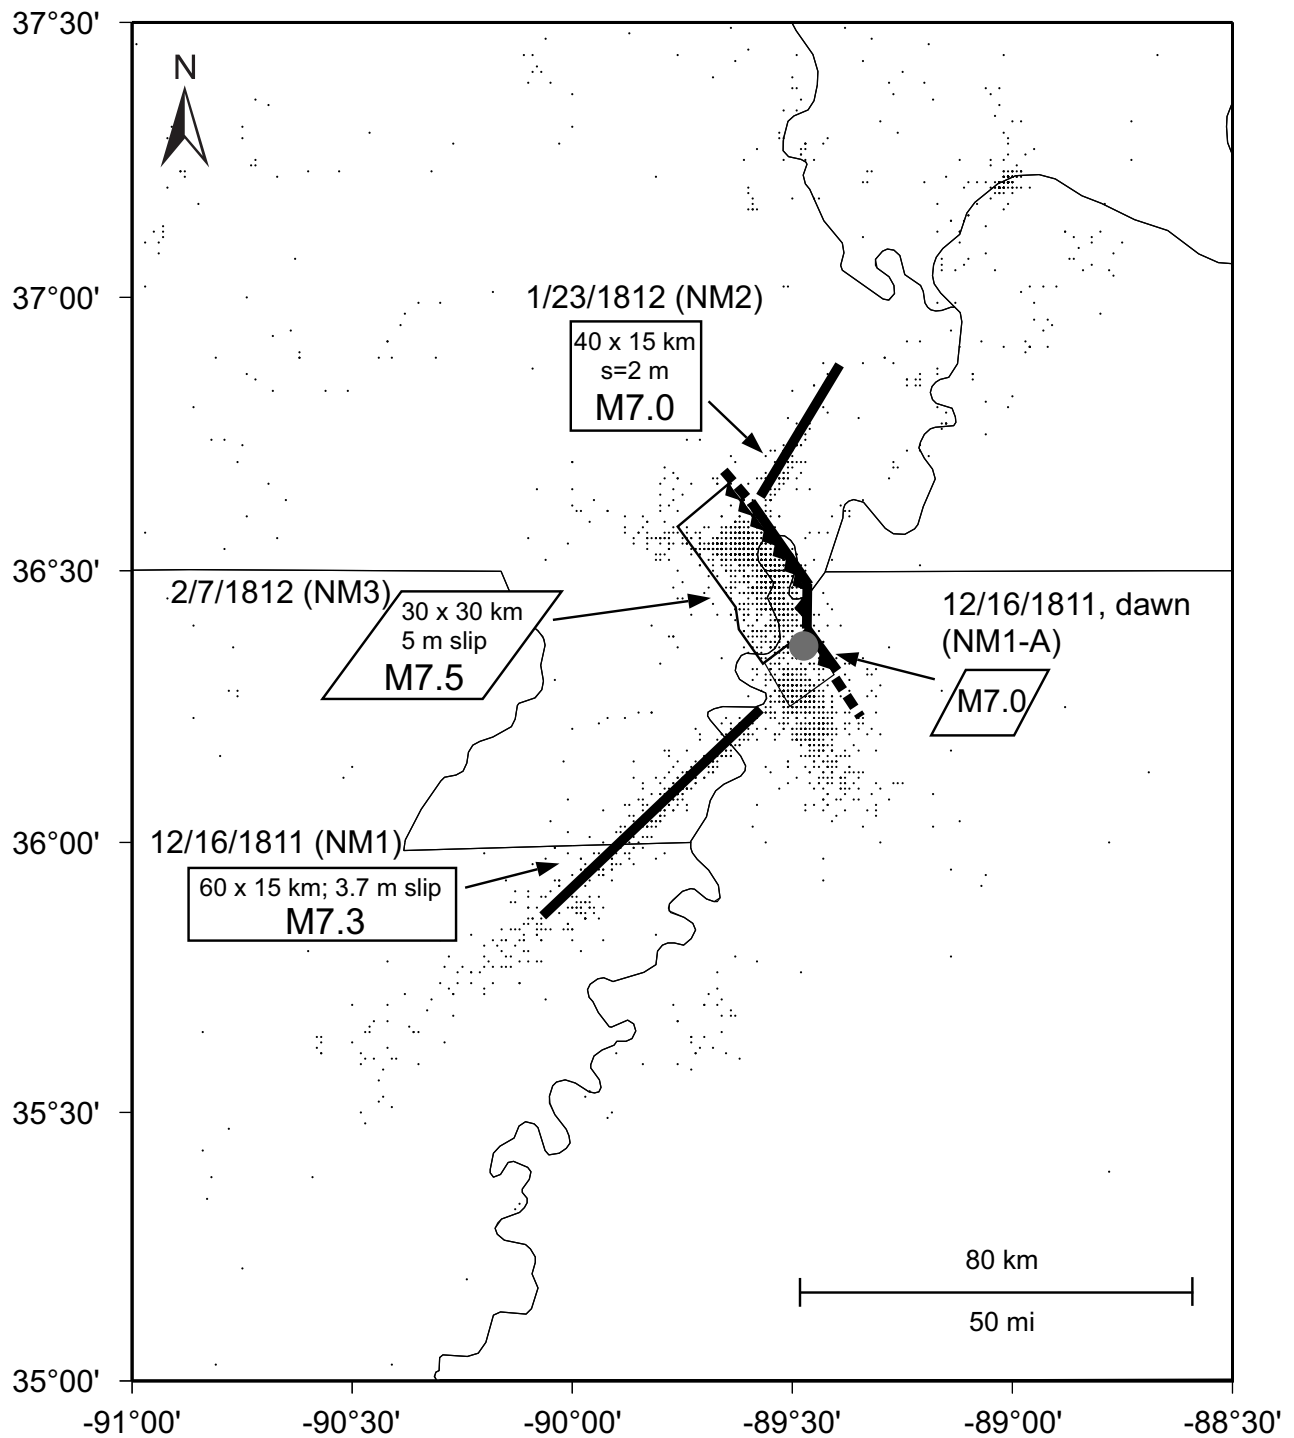 37°30'
N
1/23/1812 (NM2)
37°00'
40 x 15 km
s=2 m
M7.0
36°30'
2/7/1812 (NM3)
30 x 30 km
5 m slip
M7.5
12/16/1811, dawn
(NM1-A)
M7.0
36°00'
12/16/1811 (NM1)
60 x 15 km; 3.7 m slip
M7.3
35°30'
80 km
50 mi
35°00'
-91°00'
-90°30'
-90°00'
-89°30'
-89°00'
-88°30'